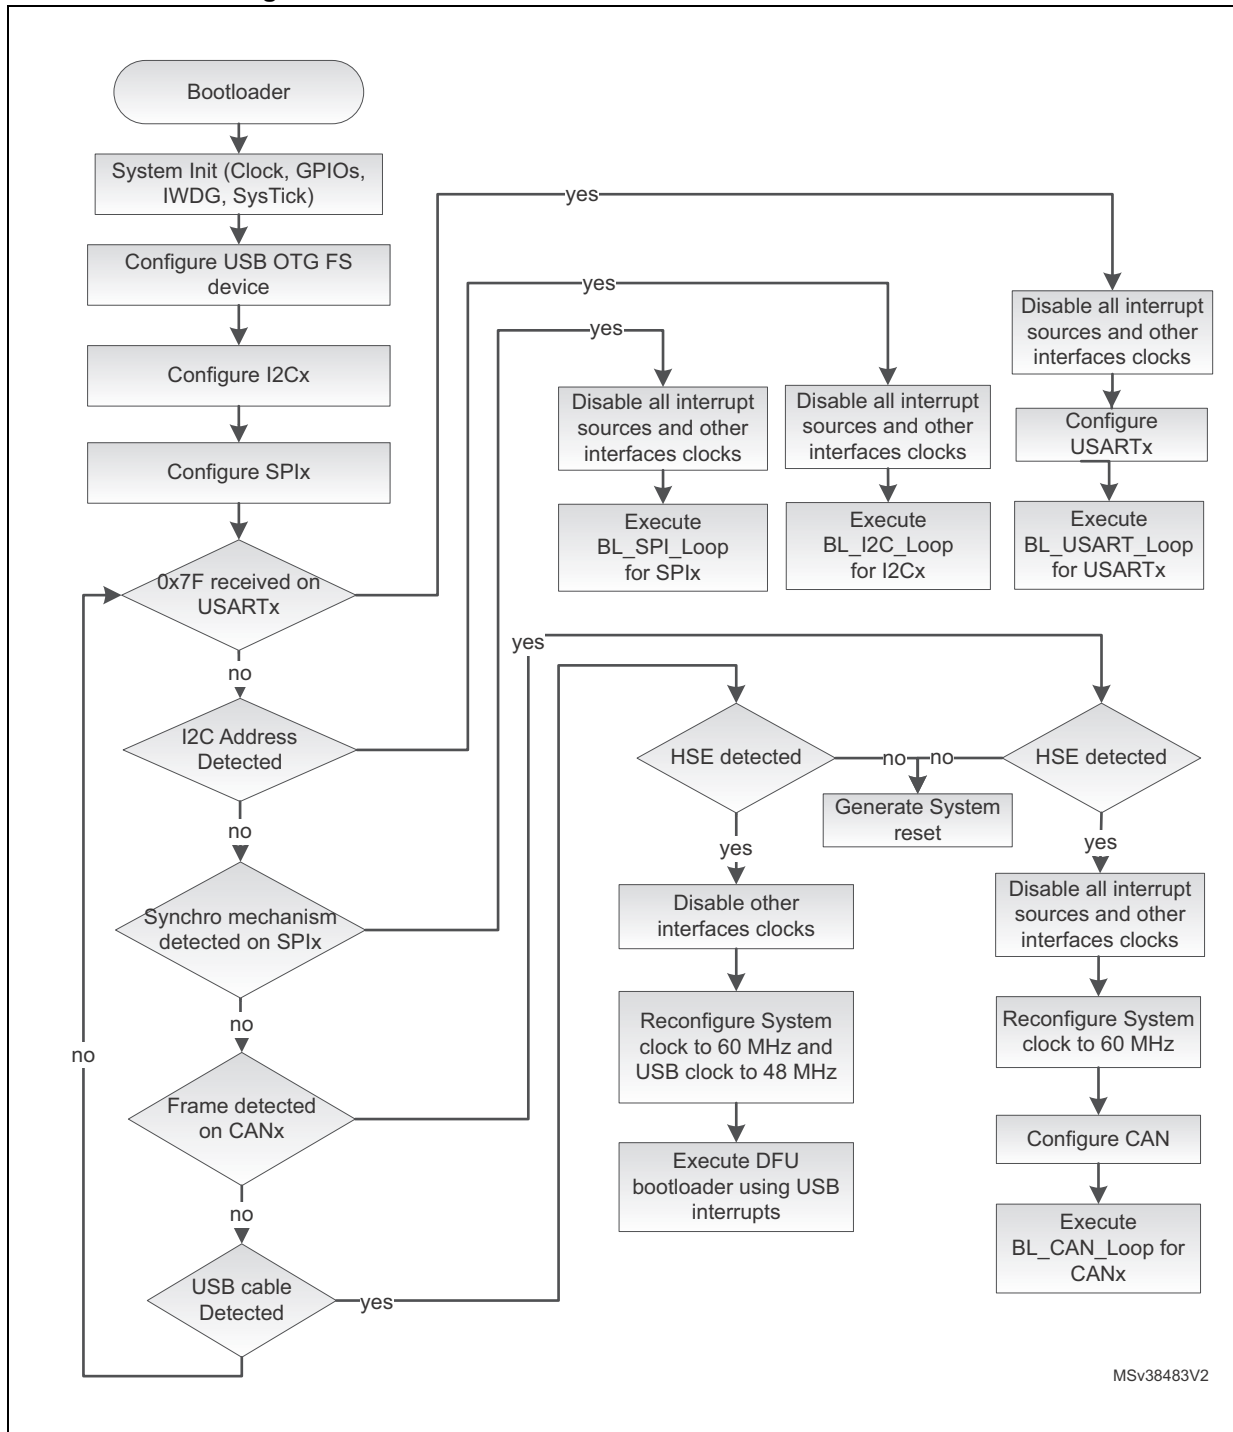 Bootloader
System Init (Clock, GPIOs,
IWDG, SysTick)
Configure USB OTG FS
device
Configure I2Cx
Configure SPIx
0x7F received on
USARTx
no
I2C Address
Detected
no
Synchro mechanism
detected on SPIx
no
Frame detected
on CANx
no
USB cable
Detected
yes
no
yes
yes
yes
Disable all interrupt
sources and other
interfaces clocks
Execute
BL_SPI_Loop
for SPIx
Disable all interrupt
sources and other
interfaces clocks
Execute
BL_I2C_Loop
for I2Cx
Disable all interrupt
sources and other
interfaces clocks
Configure
USARTx
Execute
BL_USART_Loop
for USARTx
yes
HSE detected
no
no
HSE detected
Generate System
reset
yes
Disable other
interfaces clocks
Reconfigure System
clock to 60 MHz and
USB clock to 48 MHz
Execute DFU
bootloader using USB
interrupts
yes
Disable all interrupt
sources and other
interfaces clocks
Reconfigure System
clock to 60 MHz
Configure CAN
Execute
BL_CAN_Loop for
CANx
MSv38483V2